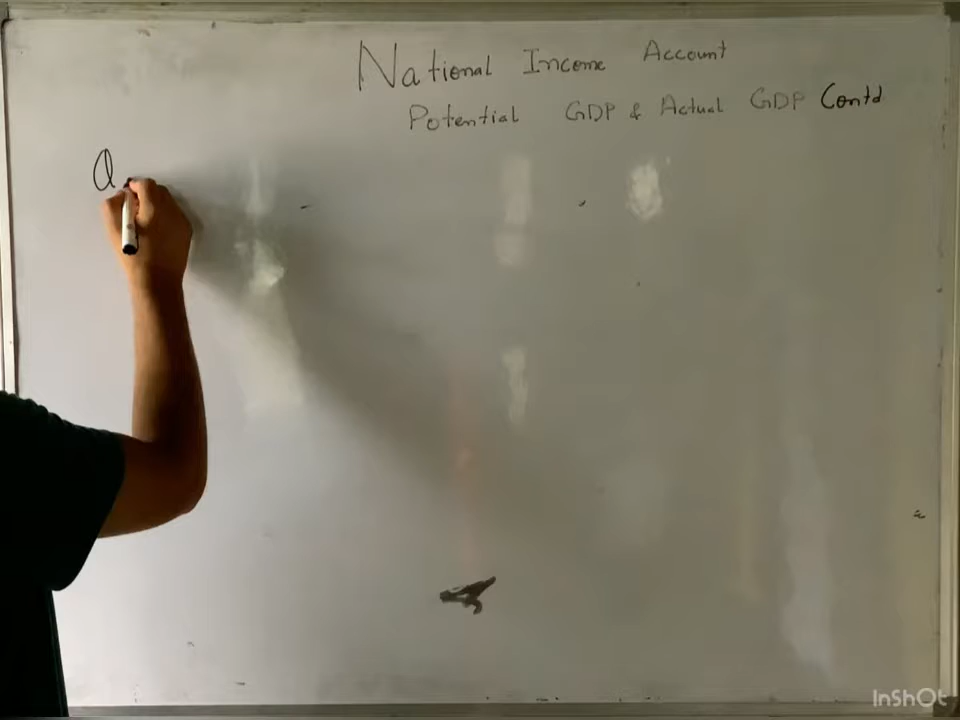 National Income Account
Potential GDP & Actual GDP Contd
Q
InShOt